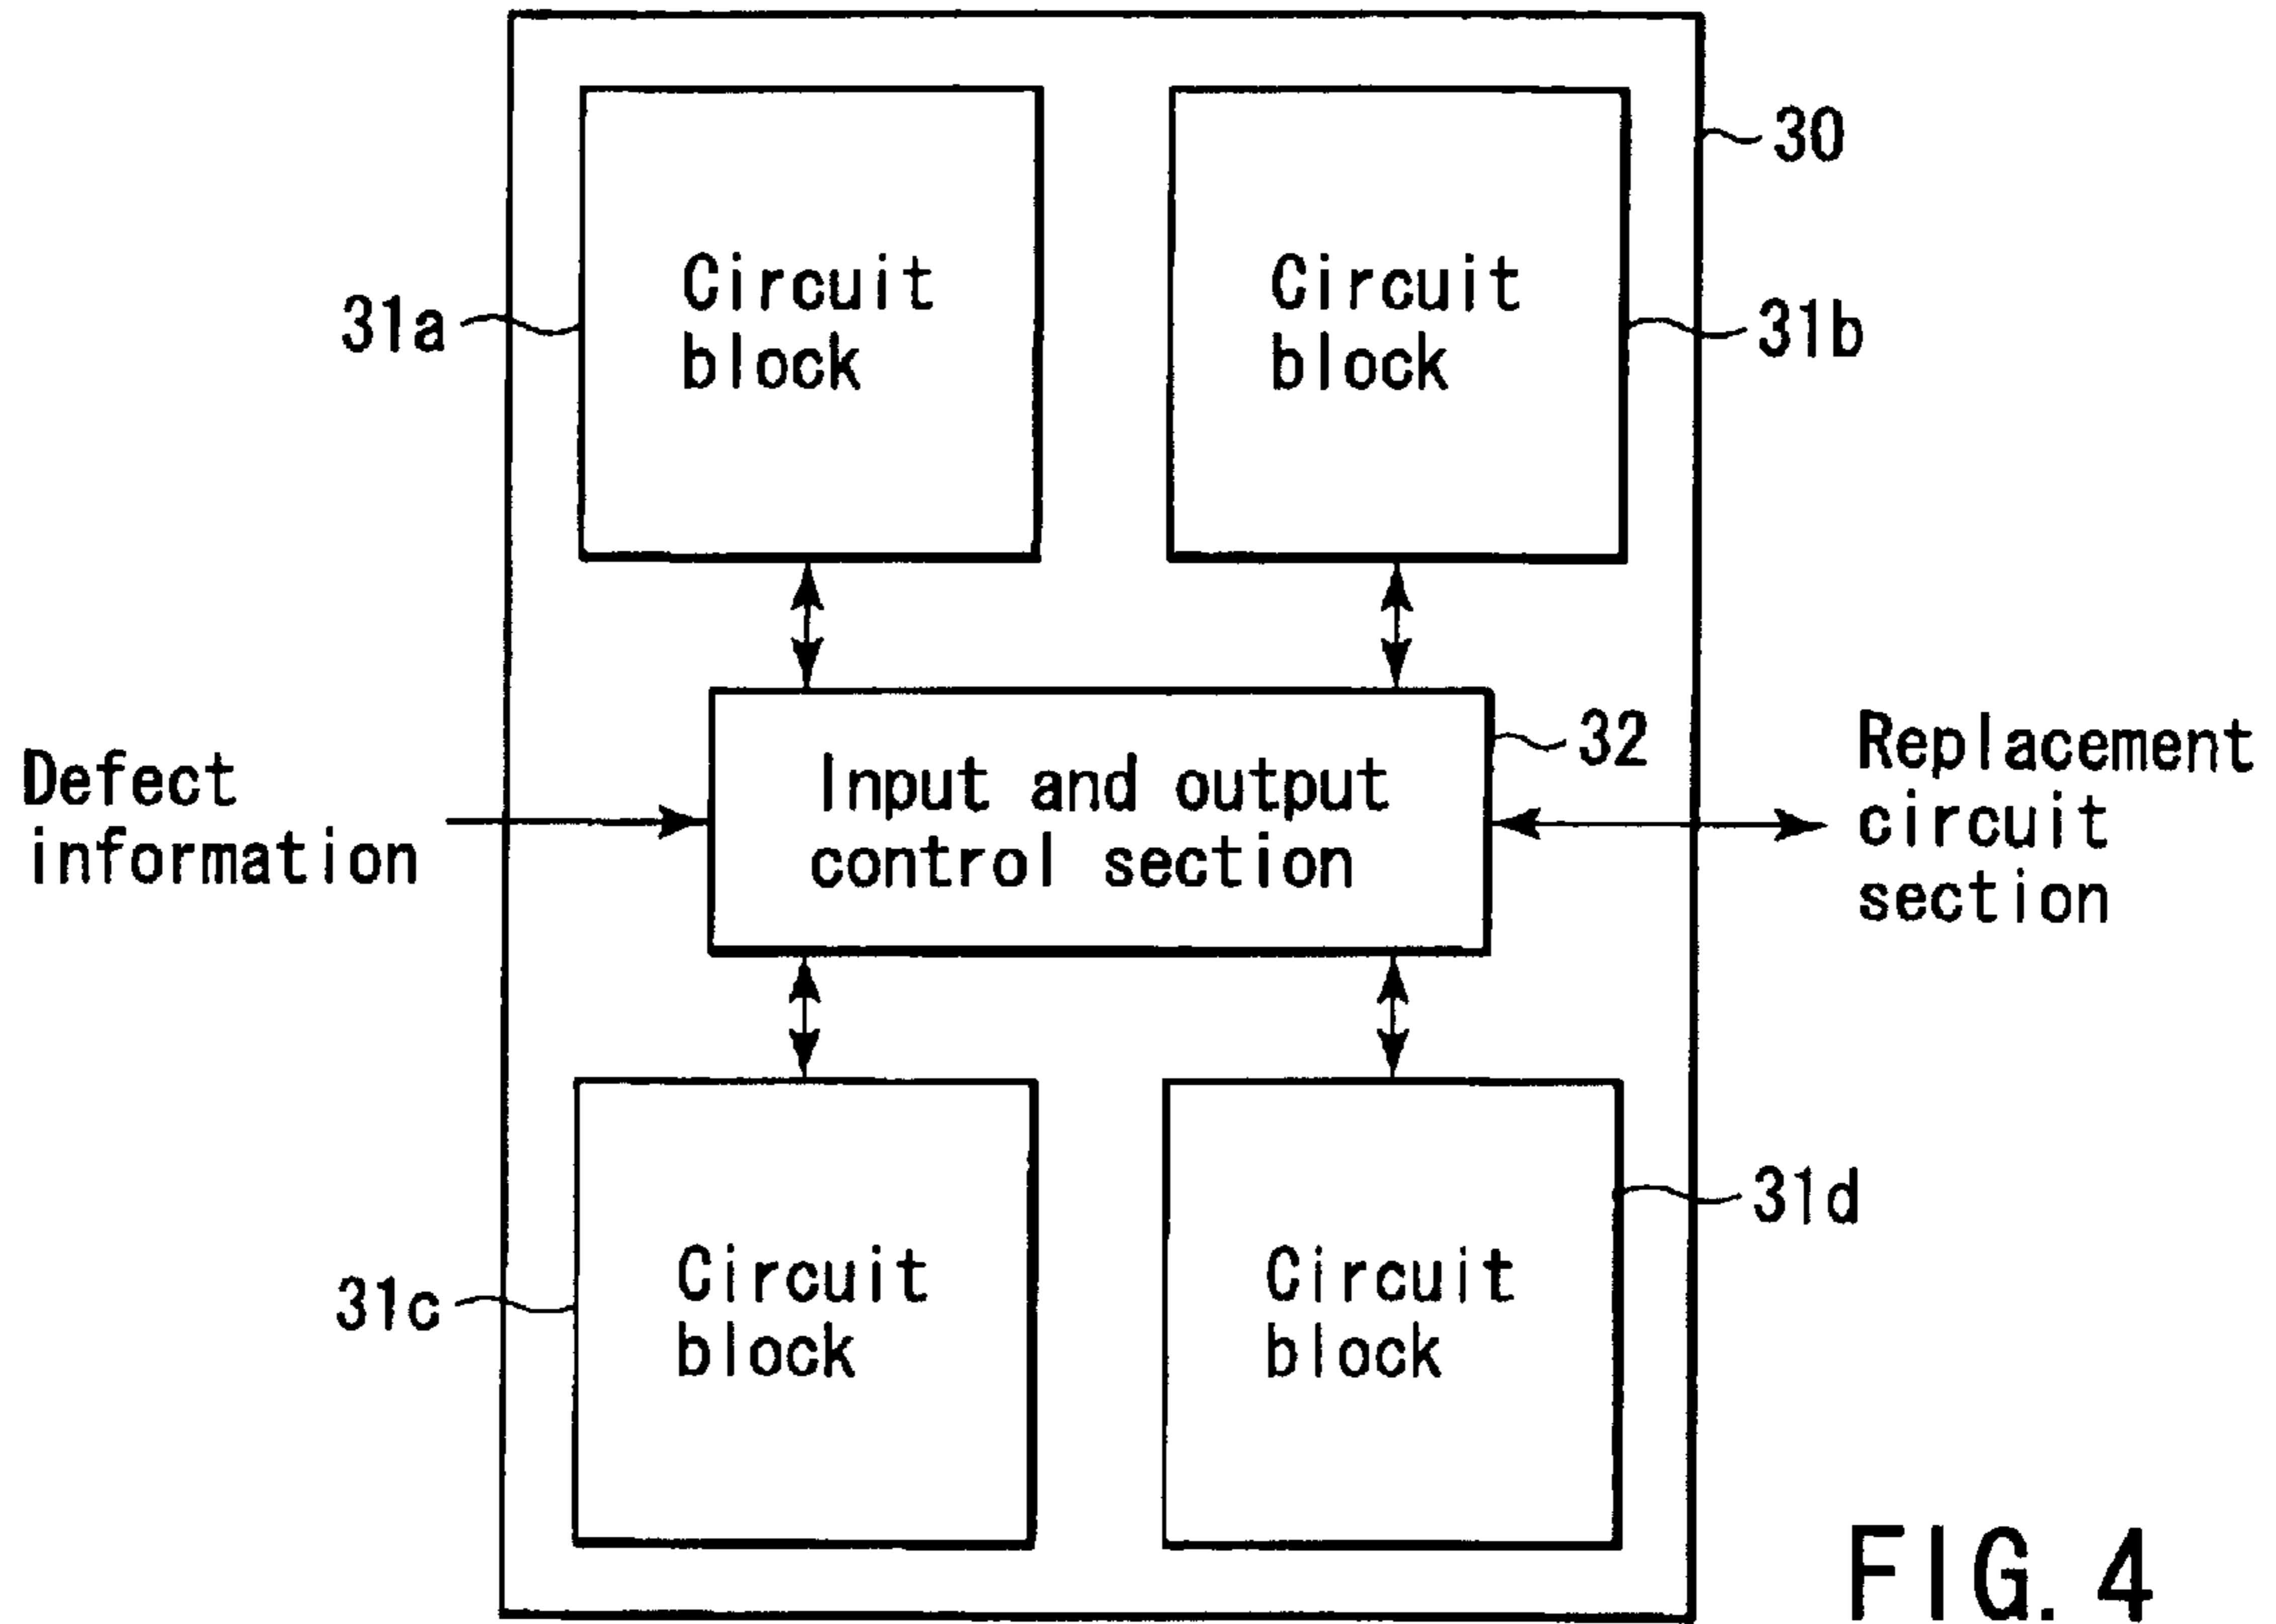 30
Circuit
block
31a
Circuit
block
31b
Defect
information
Input and output
control section
32
Replacement
circuit
section
Circuit
block
31c
Circuit
block
31d
FIG. 4